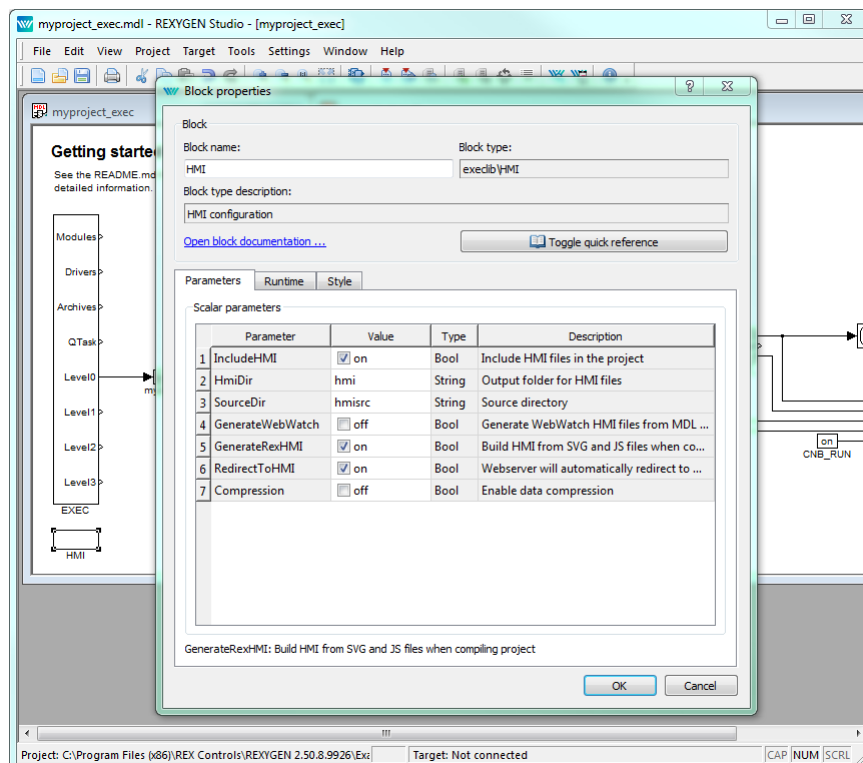 myproject_exec.mdl - REXYGEN Studio - [myproject_exec]
File Edit View Project Target Tools Settings Window Help
myproject_exec
Block properties
Getting starte
See the README.md
detailed information.
Block
Block name:
Block type:
HMI
execlib\HMI
Block type description:
HMI configuration
Open block documentation ...
Toggle quick reference
Parameters Runtime Style
Scalar parameters
Parameter Value Type Description
1 IncludeHMI on Bool Include HMI files in the project
2 HmiDir hmi String Output folder for HMI files
3 SourceDir hmisrc String Source directory
4 GenerateWebWatch off Bool Generate WebWatch HMI files from MDL ...
5 GenerateRexHMI on Bool Build HMI from SVG and JS files when co...
6 RedirectToHMI on Bool Webserver will automatically redirect to ...
7 Compression off Bool Enable data compression
Modules
Drivers
Archives
QTask
Level0
my
Level1
Level2
Level3
EXEC
HMI
on
CNB_RUN
GenerateRexHMI: Build HMI from SVG and JS files when compiling project
OK Cancel
Project: C:\Program Files (x86)\REX Controls\REXYGEN 2.50.8.9926\Exa
Target: Not connected
CAP NUM SCRL